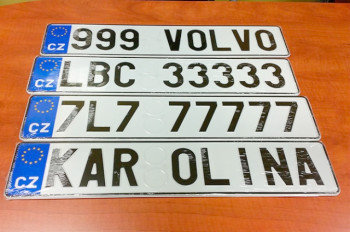 CZ 999 VOLVO
CZ LBC 33333
CZ 7L7 77777
CZ KAR OLINA